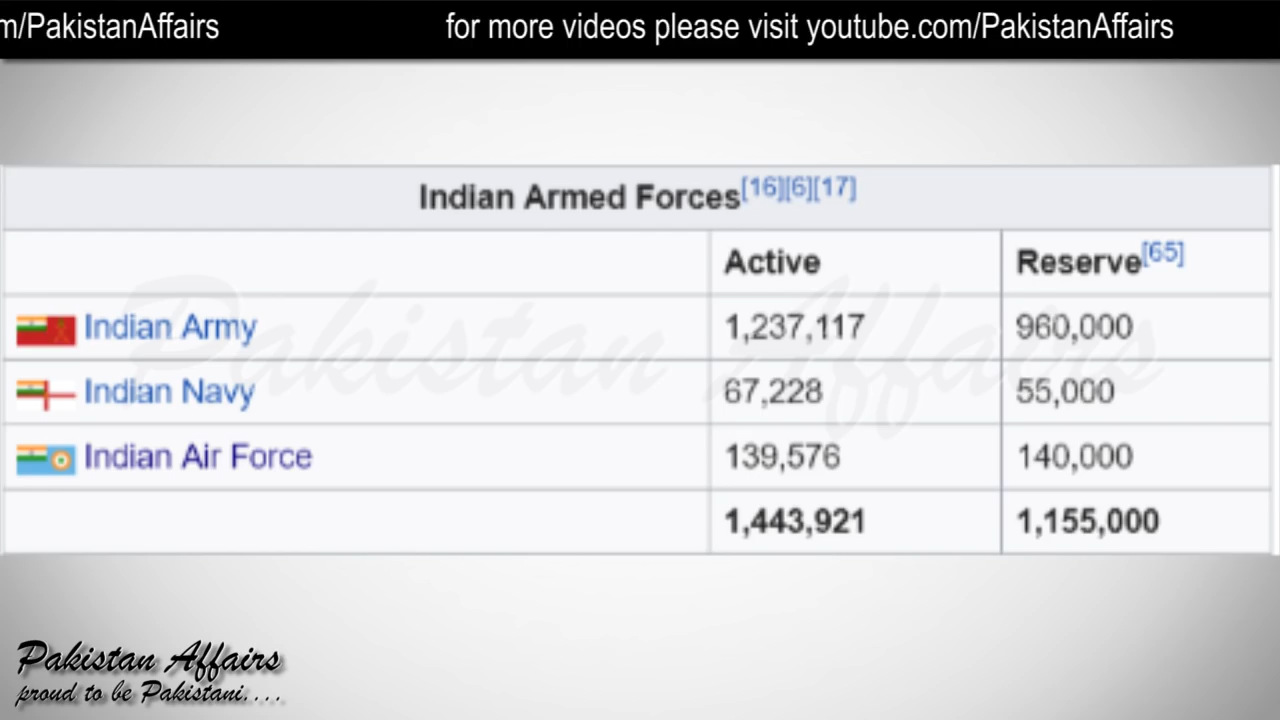 m/PakistanAffairs for more videos please visit youtube.com/PakistanAffairs
Indian Armed Forces[16][6][17]
Active Reserve[65]
Indian Army 1,237,117 960,000
Indian Navy 67,228 55,000
Indian Air Force 139,576 140,000
1,443,921 1,155,000
Pakistan Affairs
Pakistan Affairs
proud to be Pakistani....